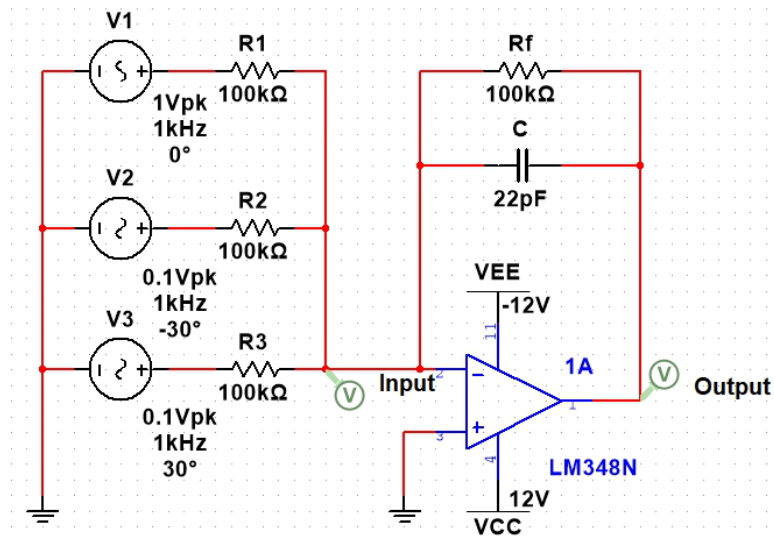 V1
R1
100kΩ
1Vpk
1kHz
0°
V2
R2
100kΩ
0.1Vpk
1kHz
-30°
V3
R3
100kΩ
0.1Vpk
1kHz
30°
V
Input
Rf
100kΩ
C
22pF
VEE
-12V
11
1A
2
3
1
4
LM348N
12V
VCC
V
Output